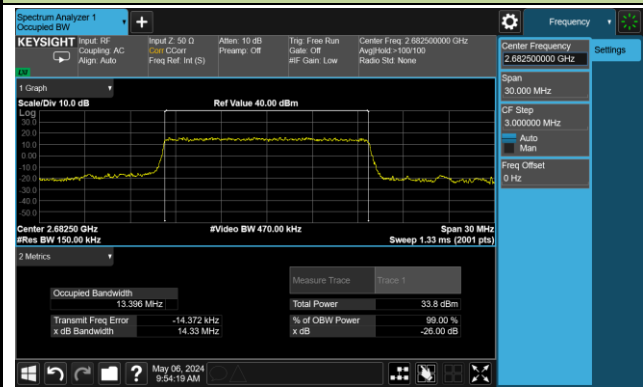 Spectrum Analyzer 1
Occupied BW
Frequency
KEYSIGHT
Input: RF
Coupling: AC
Align: Auto
Input Z: 50 Ω
Corr CCorr
Freq Ref: Int (S)
Atten: 10 dB
Preamp: Off
Trig: Free Run
Gate: Off
#IF Gain: Low
Center Freq: 2.682500000 GHz
Avg|Hold:>100/100
Radio Std: None
Center Frequency
2.682500000 GHz
Settings
Span
30.000 MHz
CF Step
3.000000 MHz
Auto
Man
Freq Offset
0 Hz
1 Graph
Scale/Div 10.0 dB
Ref Value 40.00 dBm
Log
30.0
20.0
10.0
0.00
-10.0
-20.0
-30.0
-40.0
-50.0
Center 2.68250 GHz
#Video BW 470.00 kHz
Span 30 MHz
#Res BW 150.00 kHz
Sweep 1.33 ms (2001 pts)
2 Metrics
Measure Trace
Trace 1
Occupied Bandwidth
13.396 MHz
Total Power
33.8 dBm
Transmit Freq Error
-14.372 kHz
% of OBW Power
99.00 %
x dB Bandwidth
14.33 MHz
x dB
-26.00 dB
?
May 06, 2024
9:54:19 AM